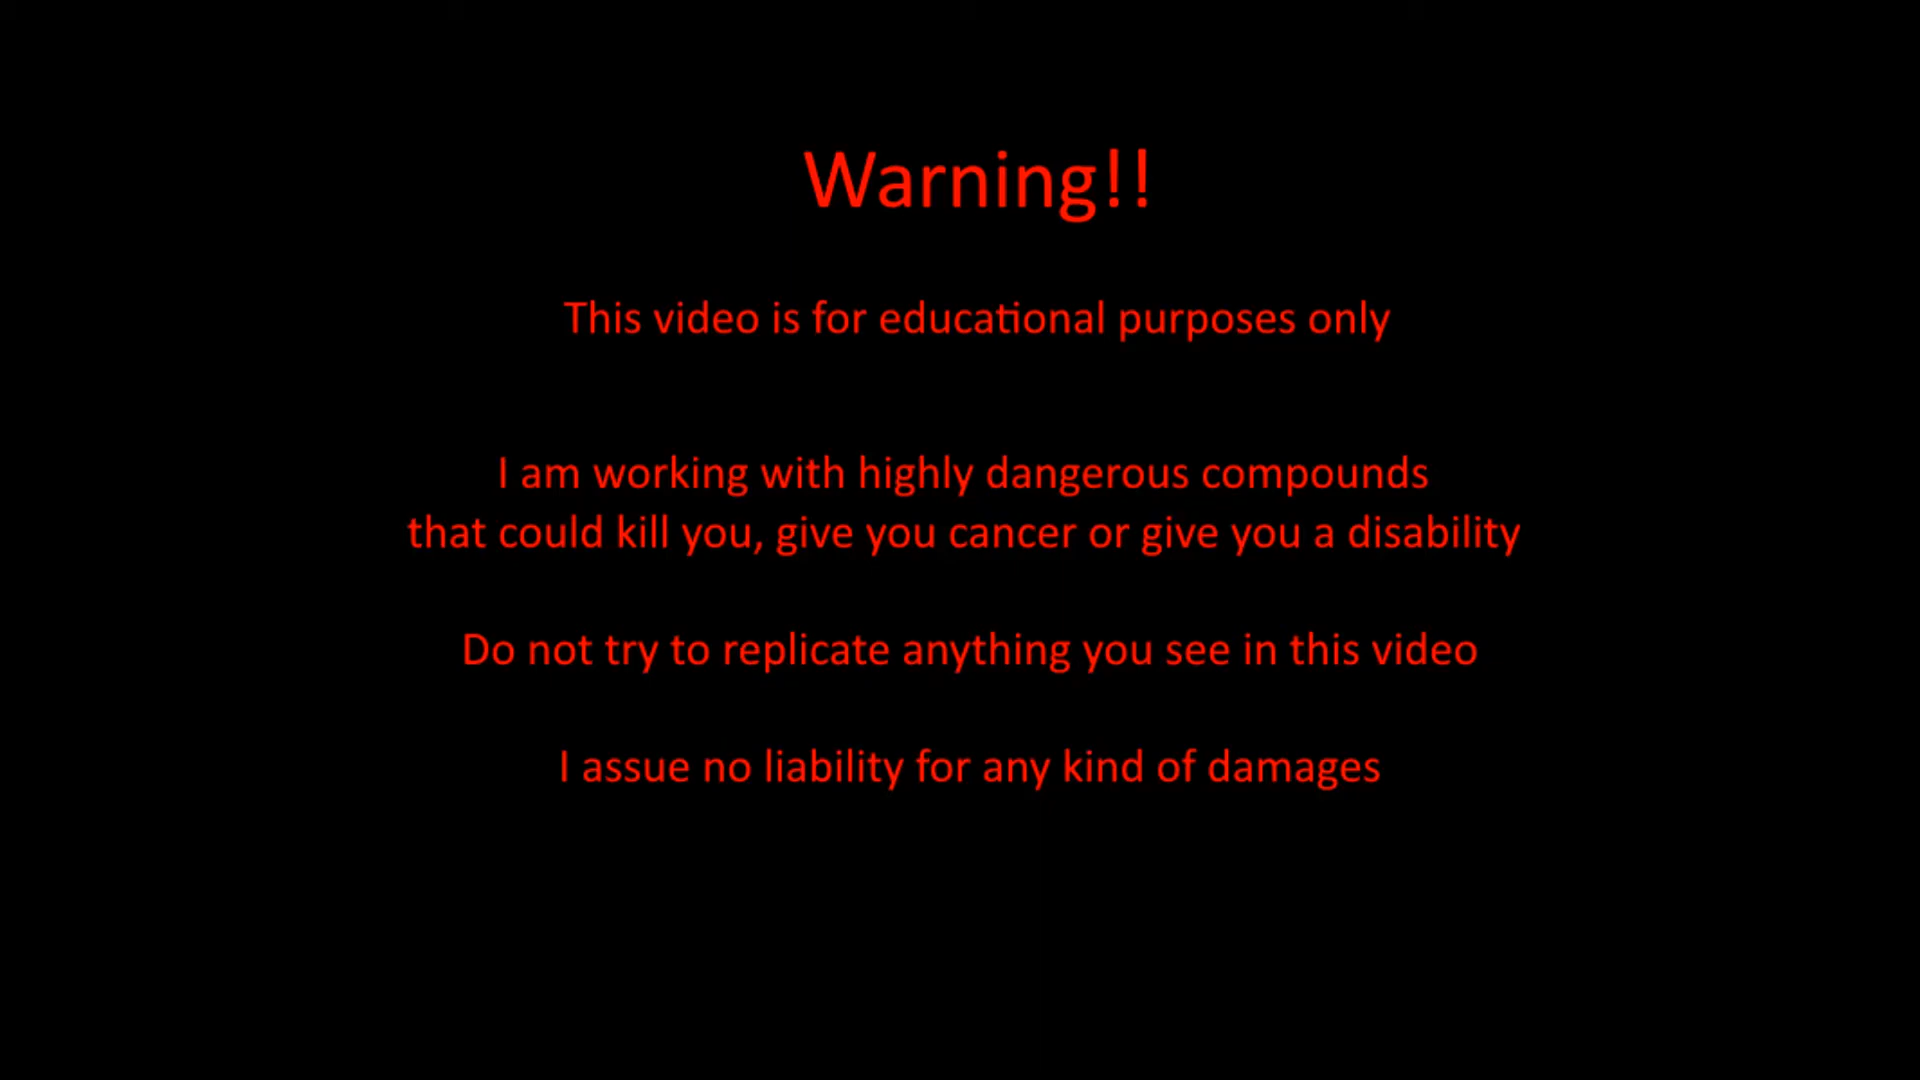 Warning!!
This video is for educational purposes only
I am working with highly dangerous compounds
that could kill you, give you cancer or give you a disability
Do not try to replicate anything you see in this video
I assue no liability for any kind of damages